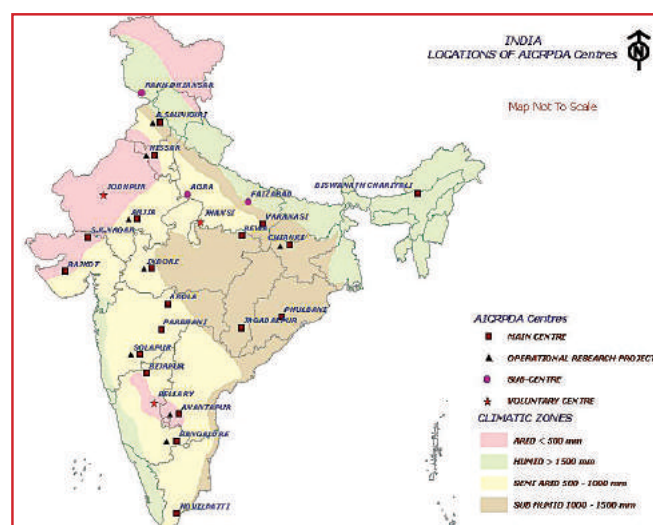 INDIA
LOCATIONS OF AICRPDA Centres
N
Map Not To Scale
RAKH DHIANSAR
HISSAR
JODHPUR
AGRA
FAIZABAD
BISWANATH CHARIYALI
ARJIA
JHANSI
VARANASI
S.K.NAGAR
REWA
CHIANKI
RAJKOT
INDORE
AKOLA
PHULBANI
PARBHANI
JAGADALPUR
SOLAPUR
BIJAPUR
BELLARY
ANANTAPUR
BANGALORE
KOVILPATTI
AICRPDA Centres
MAIN CENTRE
OPERATIONAL RESEARCH PROJECT
SUB-CENTRE
VOLUNTARY CENTRE
CLIMATIC ZONES
ARID < 500 mm
HUMID > 1500 mm
SEMI ARID 500 - 1000 mm
SUB HUMID 1000 - 1500 mm